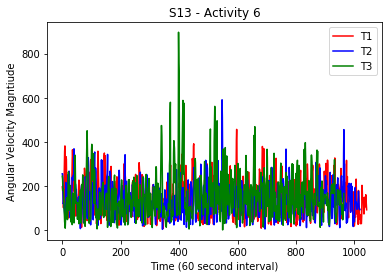 S13 - Activity 6
T1
T2
T3
800
600
400
200
0
Angular Velocity Magntiude
0
200
400
600
800
1000
Time (60 second interval)